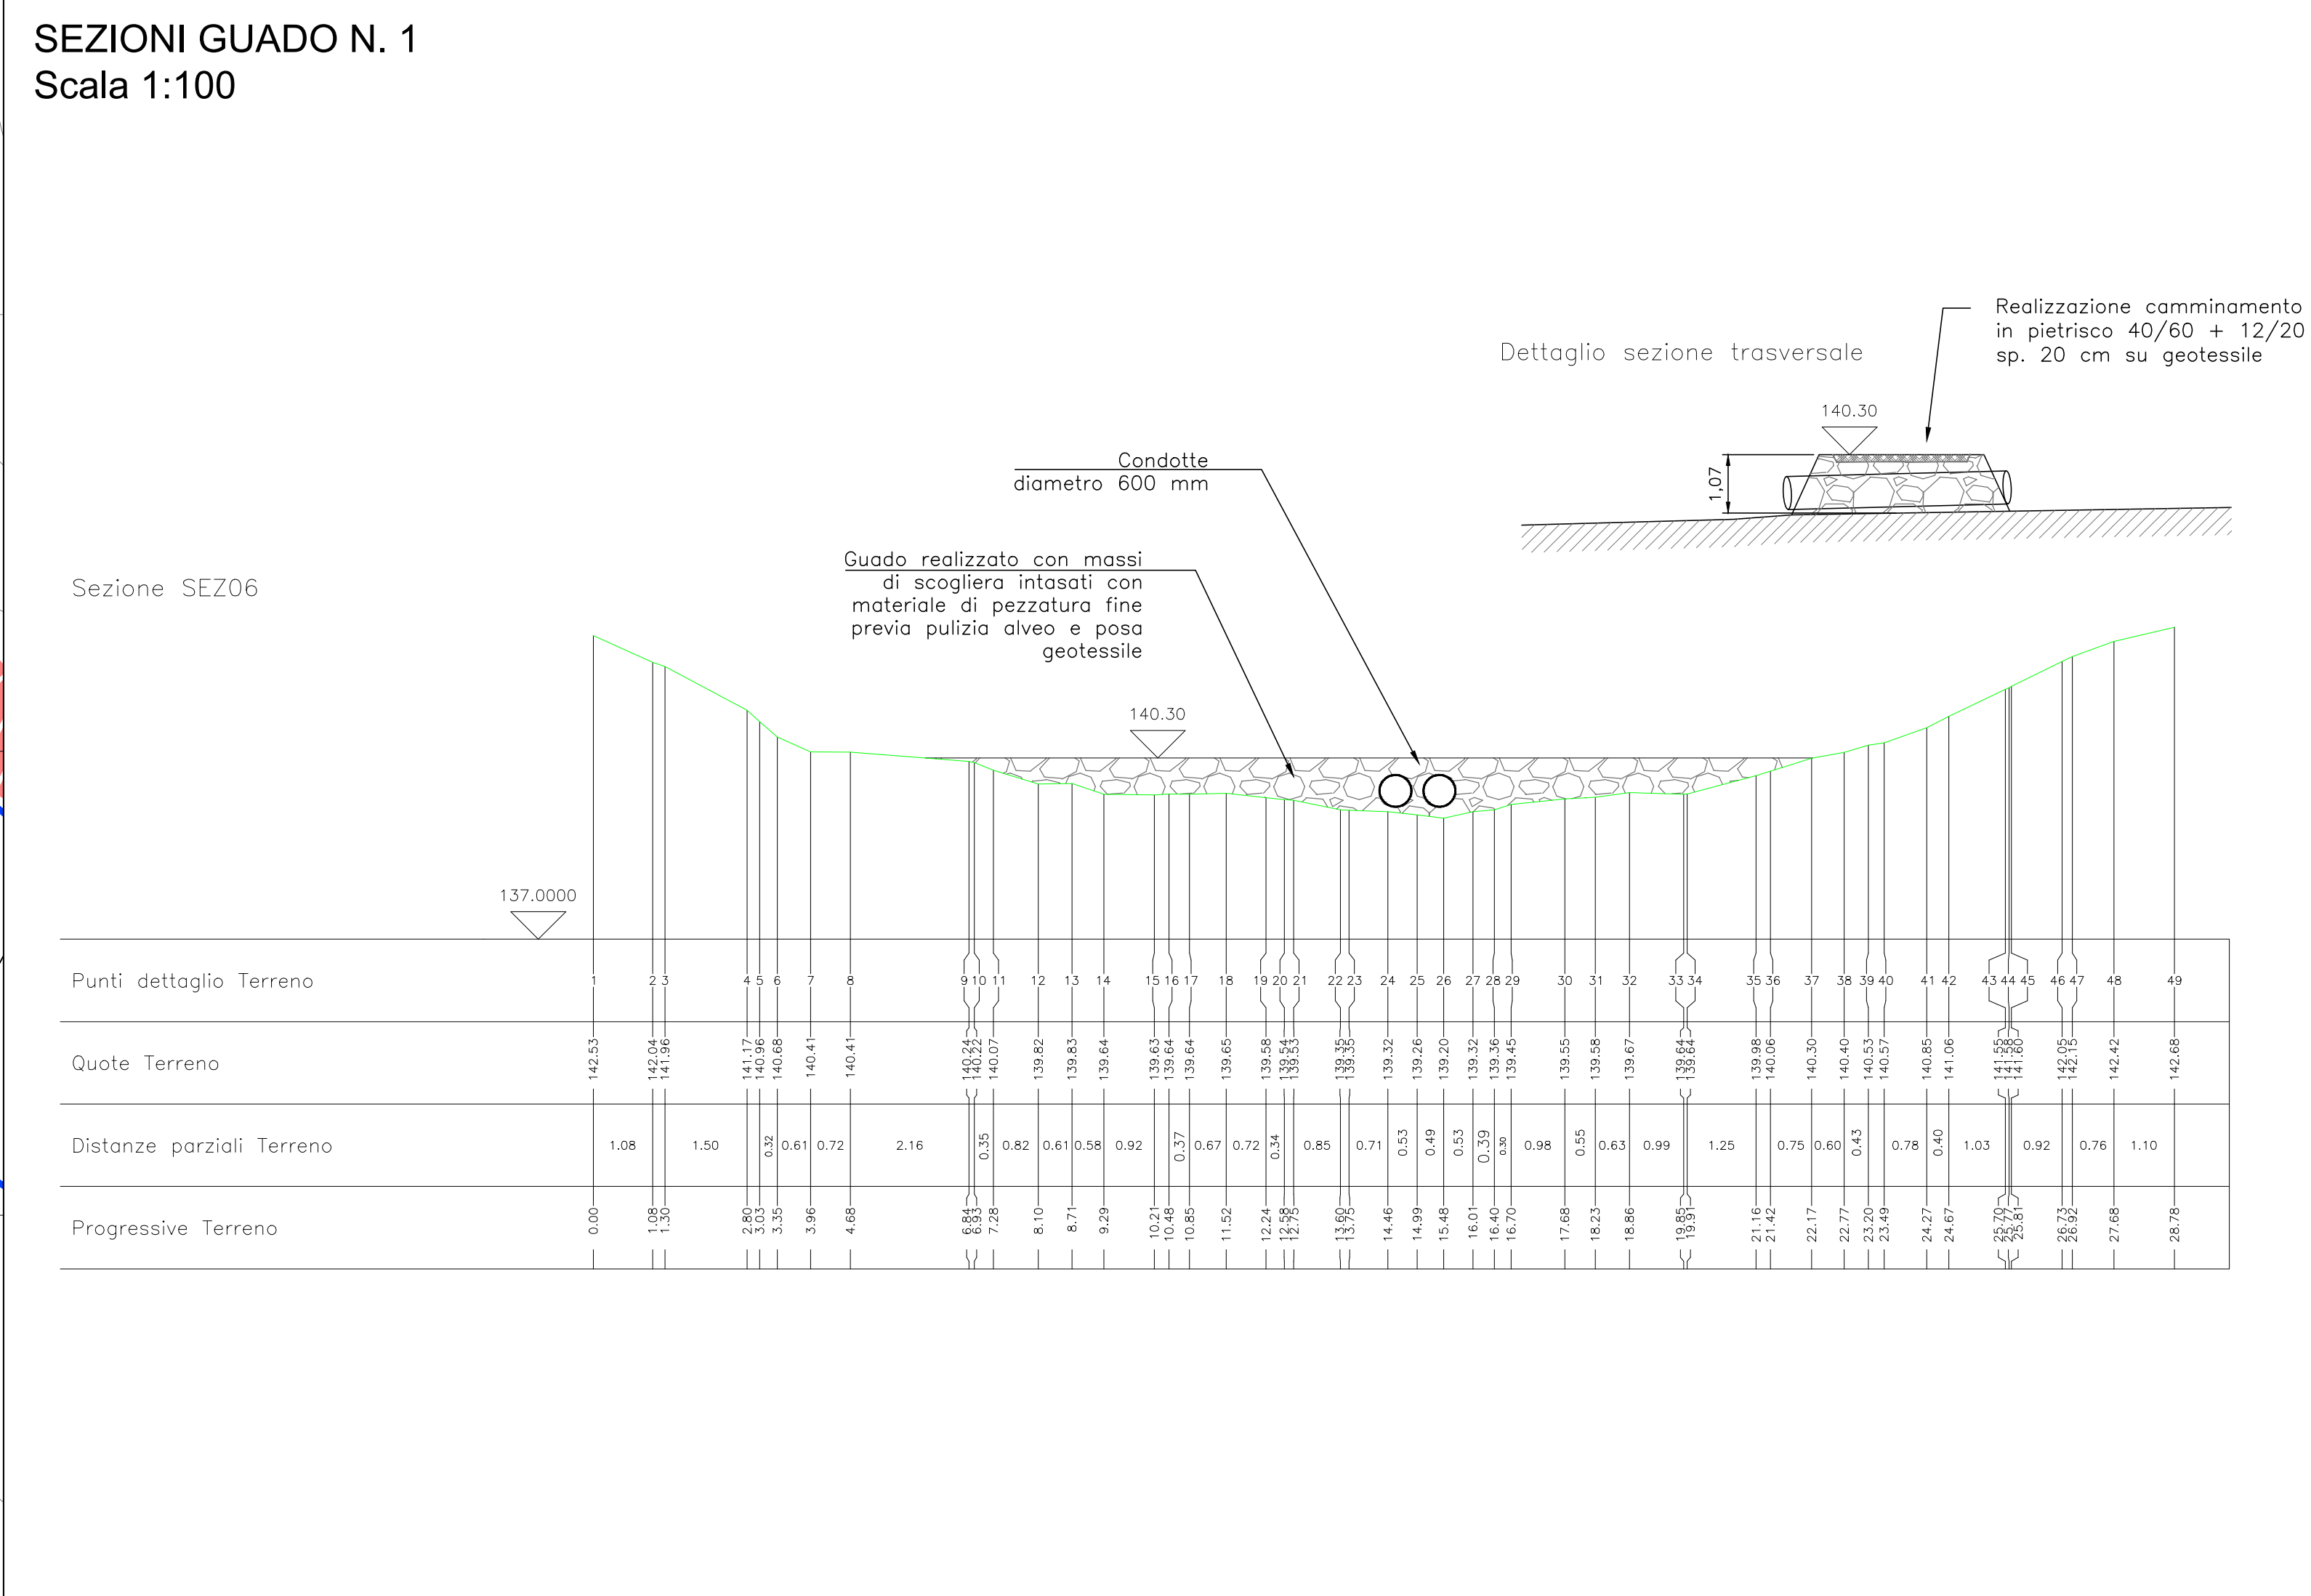 SEZIONI GUADO N. 1
Scala 1:100
Realizzazione camminamento
in pietrisco 40/60 + 12/20
sp. 20 cm su geotessile
Dettaglio sezione trasversale
140.30
1,07
Condotte
diametro 600 mm
Guado realizzato con massi
di scogliera intasati con
materiale di pezzatura fine
previa pulizia alveo e posa
geotessile
Sezione SEZ06
140.30
137.0000
Punti dettaglio Terreno 1 2 3 4 5 6 7 8 9 10 11 12 13 14 15 16 17 18 19 20 21 22 23 24 25 26 27 28 29 30 31 32 33 34 35 36 37 38 39 40 41 42 43 44 45 46 47 48 49
Quote Terreno 142.53 142.04 141.96 141.17 140.96 140.68 140.41 140.41 140.24 140.22 140.07 139.82 139.83 139.64 139.63 139.64 139.64 139.65 139.58 139.54 139.53 139.35 139.35 139.32 139.26 139.20 139.32 139.36 139.45 139.55 139.58 139.67 139.64 139.64 139.98 140.06 140.30 140.40 140.53 140.57 140.85 141.06 141.55 141.58 141.60 142.05 142.15 142.42 142.68
Distanze parziali Terreno 1.08 1.50 0.32 0.61 0.72 2.16 0.35 0.82 0.61 0.58 0.92 0.37 0.67 0.72 0.34 0.85 0.71 0.53 0.49 0.53 0.39 0.30 0.98 0.55 0.63 0.99 1.25 0.75 0.60 0.43 0.78 0.40 1.03 0.92 0.76 1.10
Progressive Terreno 0.00 1.08 1.30 2.80 3.03 3.35 3.96 4.68 6.84 6.93 7.28 8.10 8.71 9.29 10.21 10.48 10.85 11.52 12.24 12.58 12.75 13.60 13.75 14.46 14.99 15.48 16.01 16.40 16.70 17.68 18.23 18.86 19.85 19.91 21.16 21.42 22.17 22.77 23.20 23.49 24.27 24.67 25.70 25.77 25.81 26.73 26.92 27.68 28.78